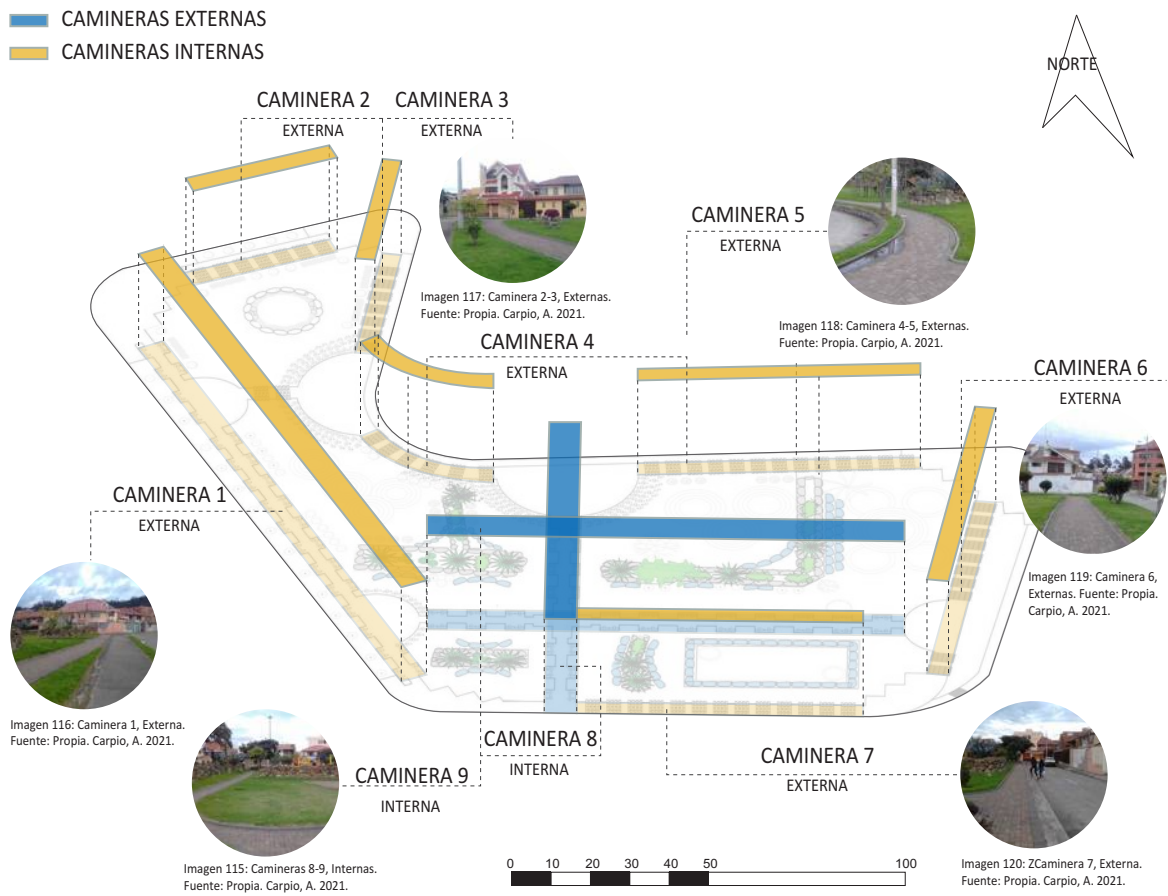 CAMINERAS EXTERNAS
CAMINERAS INTERNAS
NORTE
CAMINERA 2
EXTERNA
CAMINERA 3
EXTERNA
Imagen 117: Caminera 2-3, Externas.
Fuente: Propia. Carpio, A. 2021.
CAMINERA 5
EXTERNA
Imagen 118: Caminera 4-5, Externas.
Fuente: Propia. Carpio, A. 2021.
CAMINERA 4
EXTERNA
CAMINERA 6
EXTERNA
Imagen 119: Caminera 6,
Externas. Fuente: Propia.
Carpio, A. 2021.
CAMINERA 1
EXTERNA
Imagen 116: Caminera 1, Externa.
Fuente: Propia. Carpio, A. 2021.
CAMINERA 8
INTERNA
CAMINERA 9
INTERNA
Imagen 115: Camineras 8-9, Internas.
Fuente: Propia. Carpio, A. 2021.
CAMINERA 7
EXTERNA
Imagen 120: ZCaminera 7, Externa.
Fuente: Propia. Carpio, A. 2021.
0 10 20 30 40 50 100